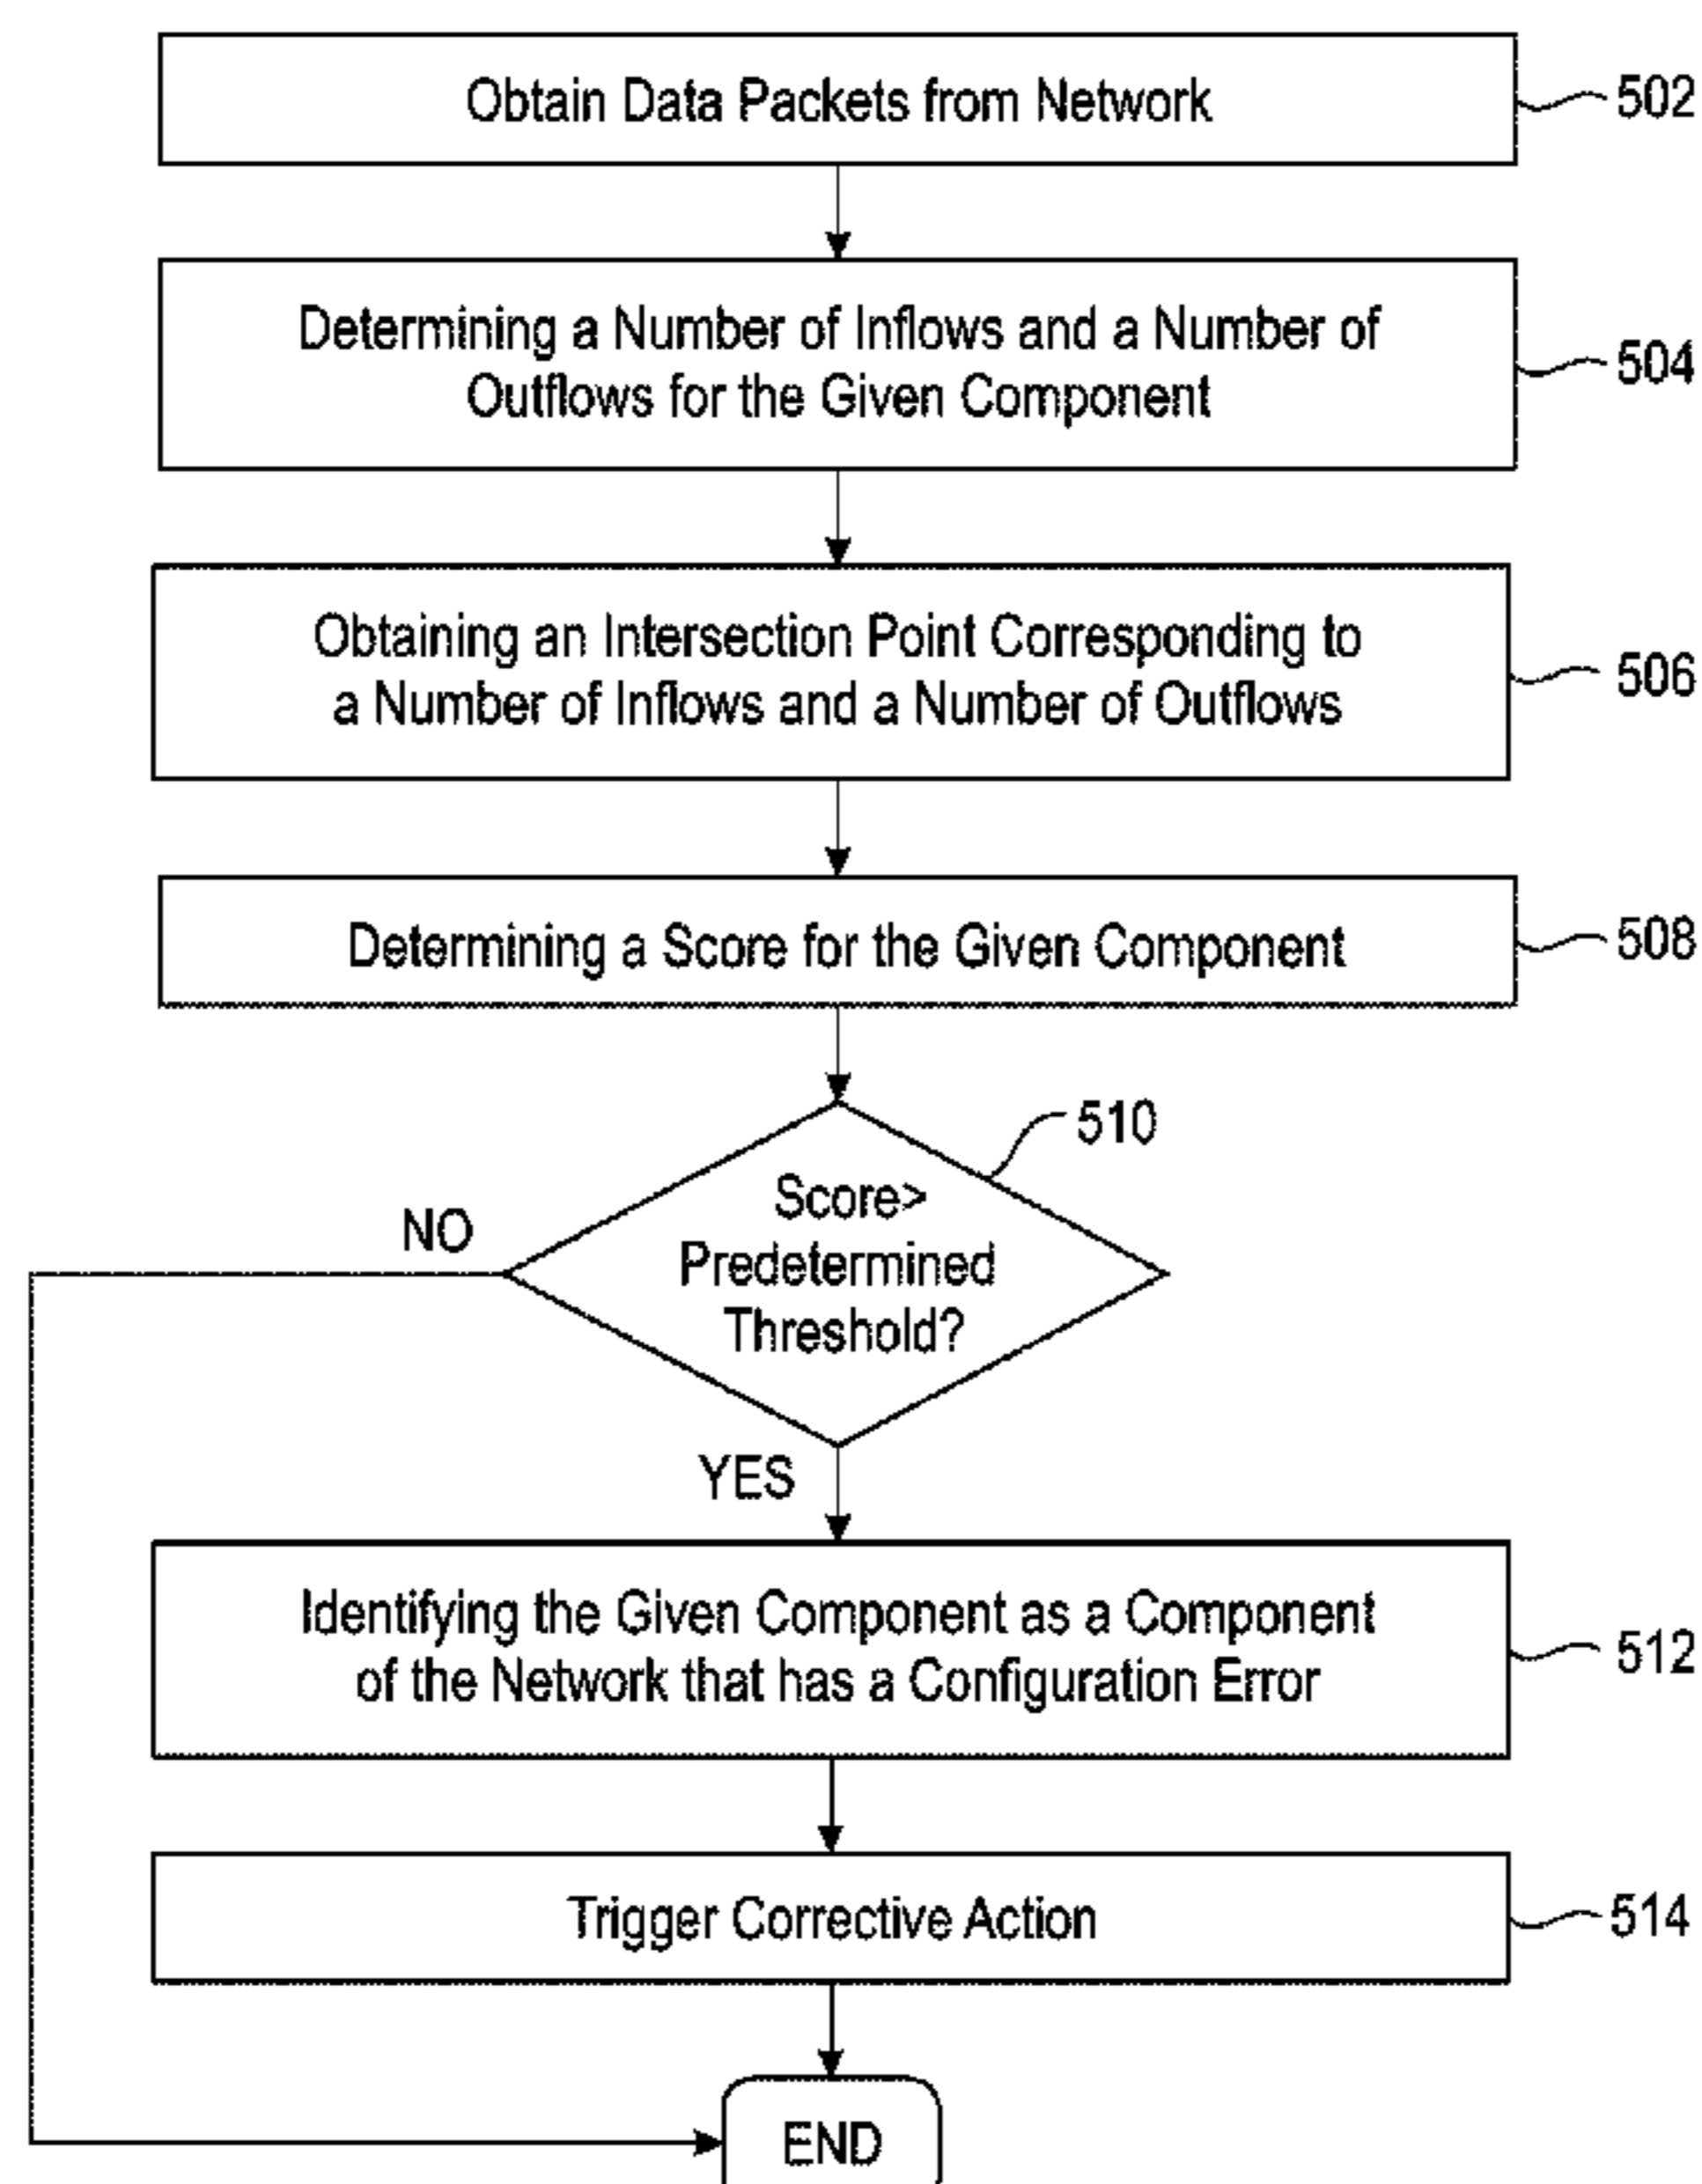 Obtain Data Packets from Network
502
Determining a Number of Inflows and a Number of
Outflows for the Given Component
504
Obtaining an Intersection Point Corresponding to
a Number of Inflows and a Number of Outflows
506
Determining a Score for the Given Component
508
510
Score>
Predetermined
Threshold?
NO
YES
Identifying the Given Component as a Component
of the Network that has a Configuration Error
512
Trigger Corrective Action
514
END